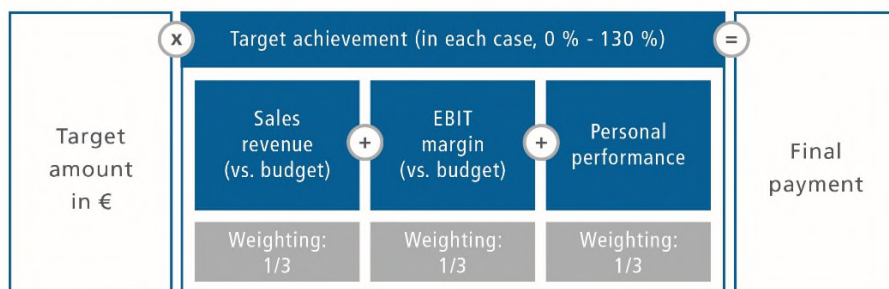 x
Target achievement (in each case, 0 % - 130 %)
=
Target
amount
in €
Sales
revenue
(vs. budget)
+
EBIT
margin
(vs. budget)
+
Personal
performance
Final
payment
Weighting:
1/3
Weighting:
1/3
Weighting:
1/3